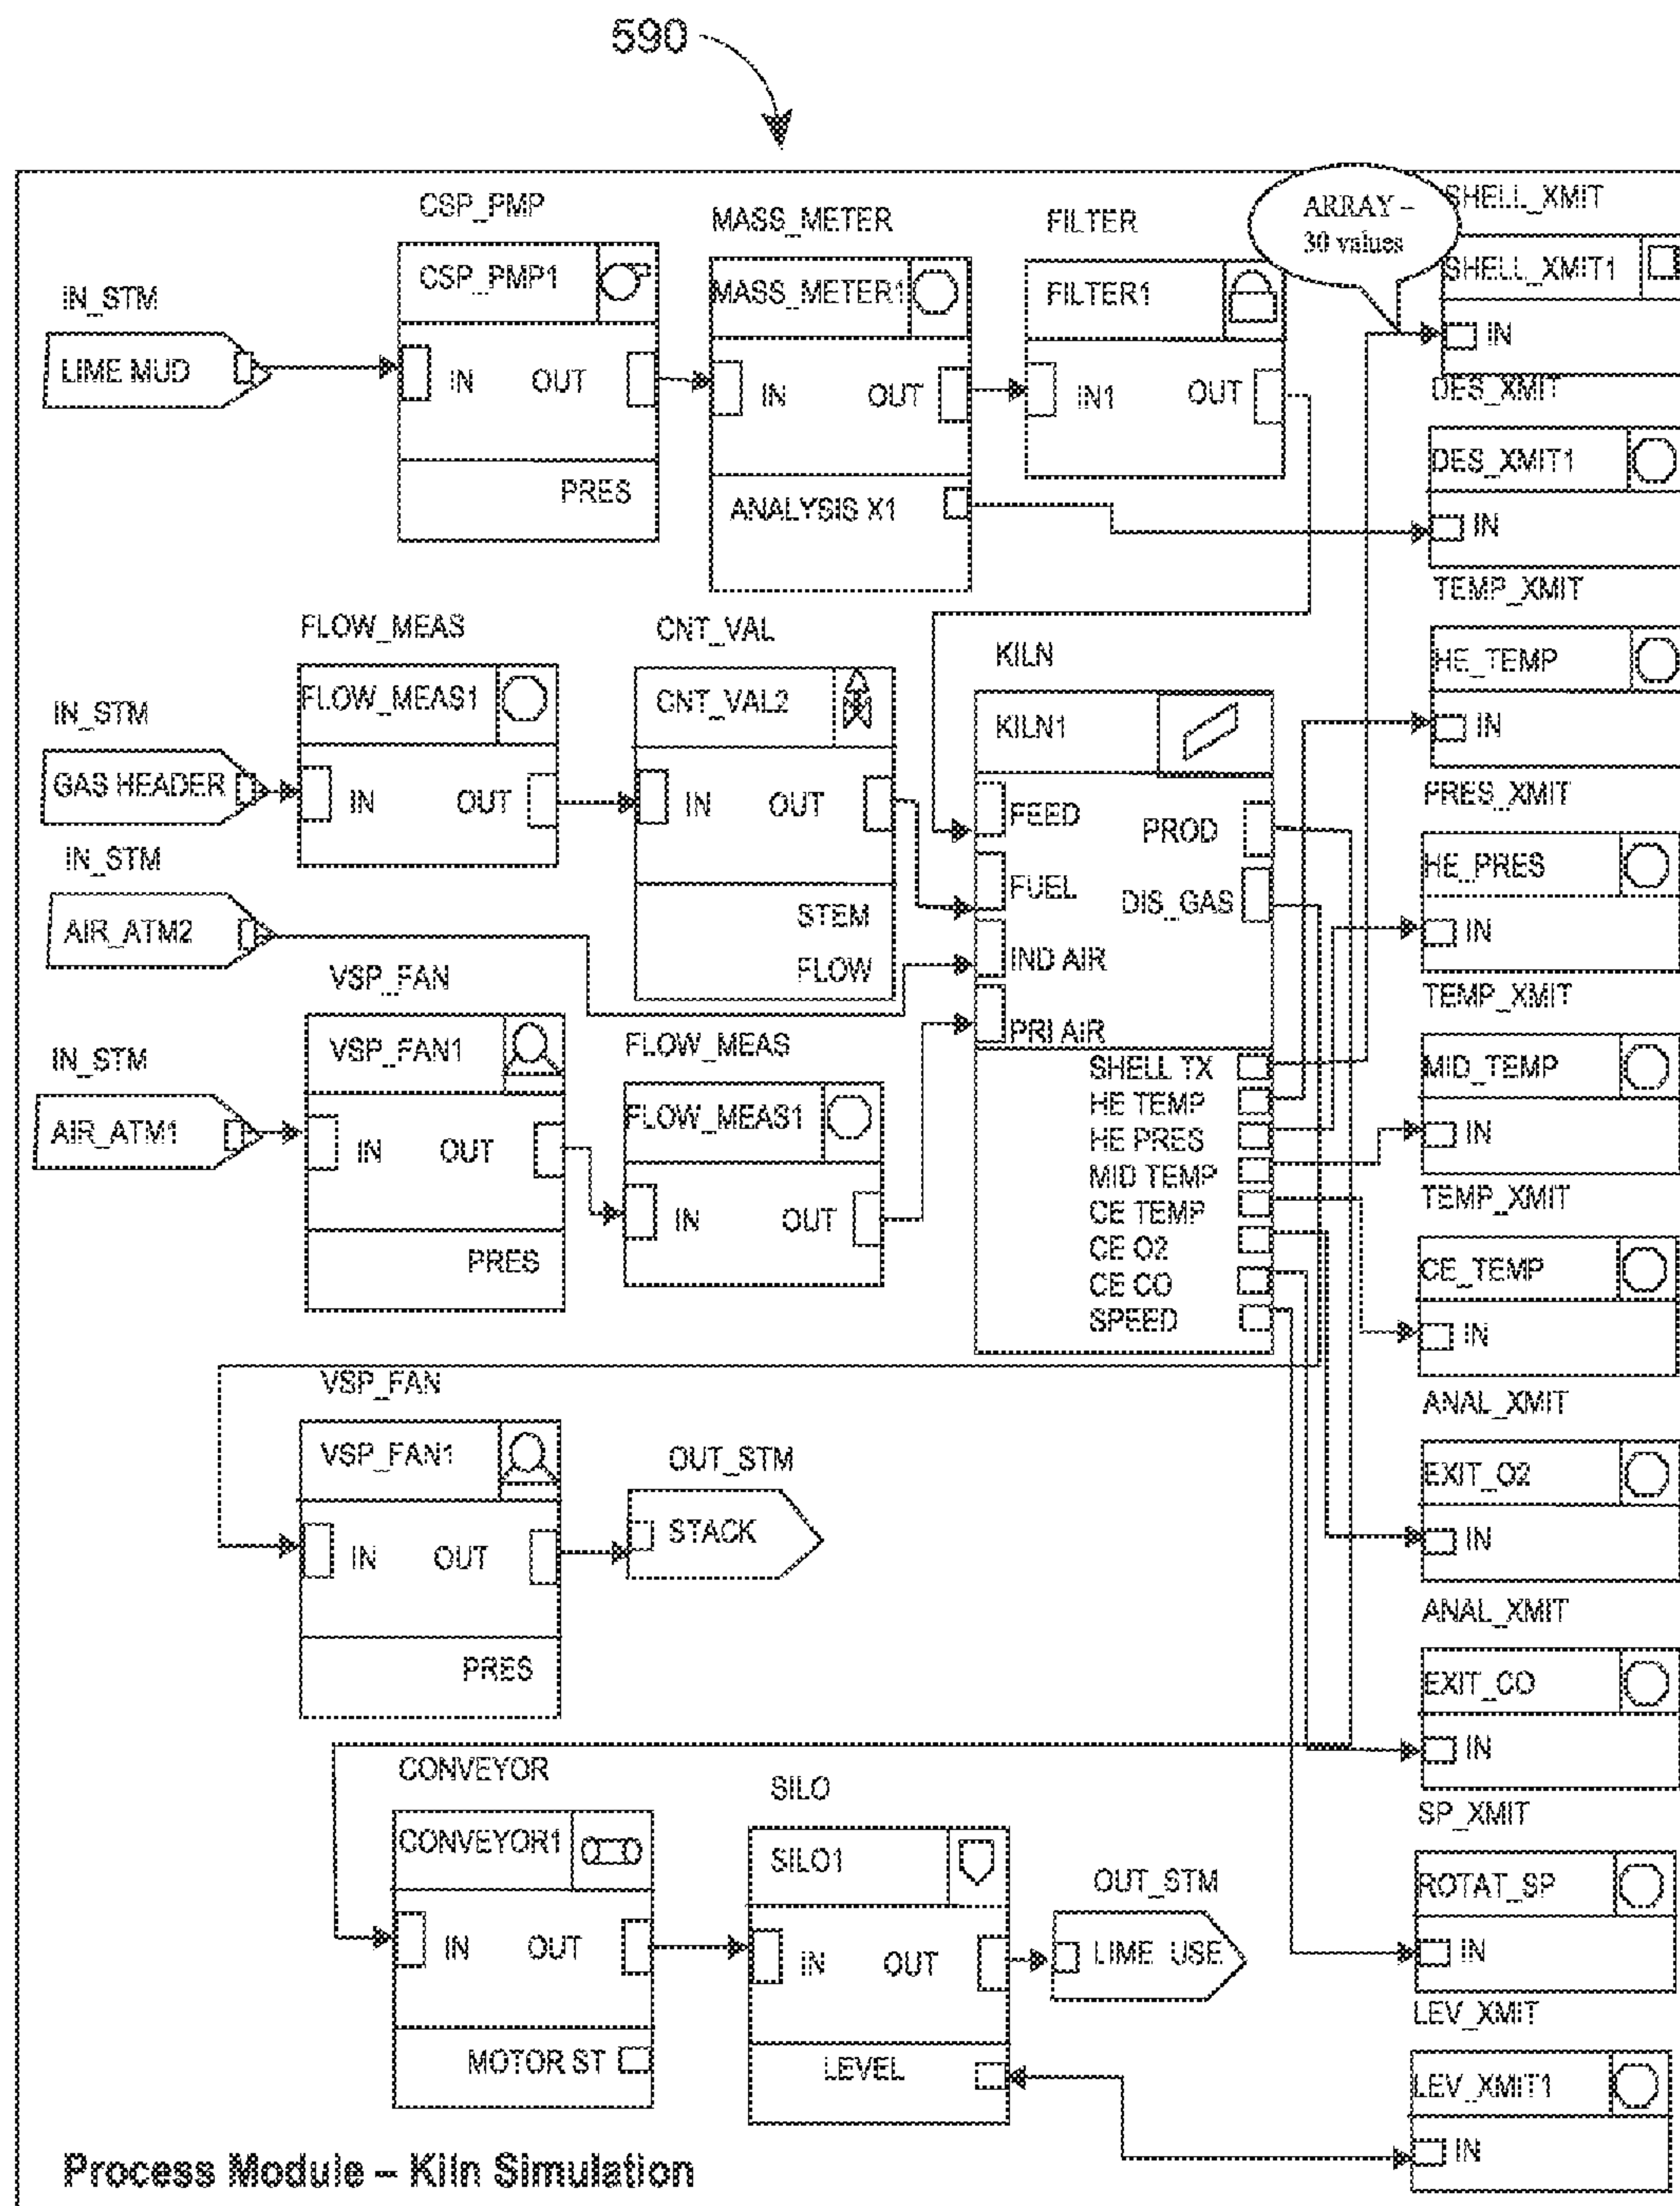 590
CSP_PMP
CSP_PMP1
IN OUT
PRES
MASS_METER
MASS_METER1
IN OUT
ANALYSIS X1
FILTER
FILTER1
IN1 OUT
ARRAY –
30 values
SHELL_XMIT
SHELL_XMIT1
IN
IN_STM
LIME MUD
DES_XMIT
DES_XMIT1
IN
FLOW_MEAS
FLOW_MEAS1
IN OUT
CNT_VAL
CNT_VAL2
IN OUT
STEM
FLOW
IN_STM
GAS HEADER
IN_STM
AIR_ATM2
KILN
KILN1
FEED
FUEL
IND AIR
PRI AIR
PROD
DIS_GAS
SHELL TX
HE TEMP
HE PRES
MID TEMP
CE TEMP
CE O2
CE CO
SPEED
TEMP_XMIT
HE_TEMP
IN
PRES_XMIT
HE_PRES
IN
VSP_FAN
VSP_FAN1
IN OUT
PRES
IN_STM
AIR_ATM1
FLOW_MEAS
FLOW_MEAS1
IN OUT
TEMP_XMIT
MID_TEMP
IN
TEMP_XMIT
CE_TEMP
IN
VSP_FAN
VSP_FAN1
IN OUT
PRES
OUT_STM
STACK
ANAL_XMIT
EXIT_O2
IN
ANAL_XMIT
EXIT_CO
IN
CONVEYOR
CONVEYOR1
IN OUT
MOTOR ST
SILO
SILO1
IN OUT
LEVEL
OUT_STM
LIME USE
SP_XMIT
ROTAT_SP
IN
LEV_XMIT
LEV_XMIT1
IN
Process Module – Kiln Simulation